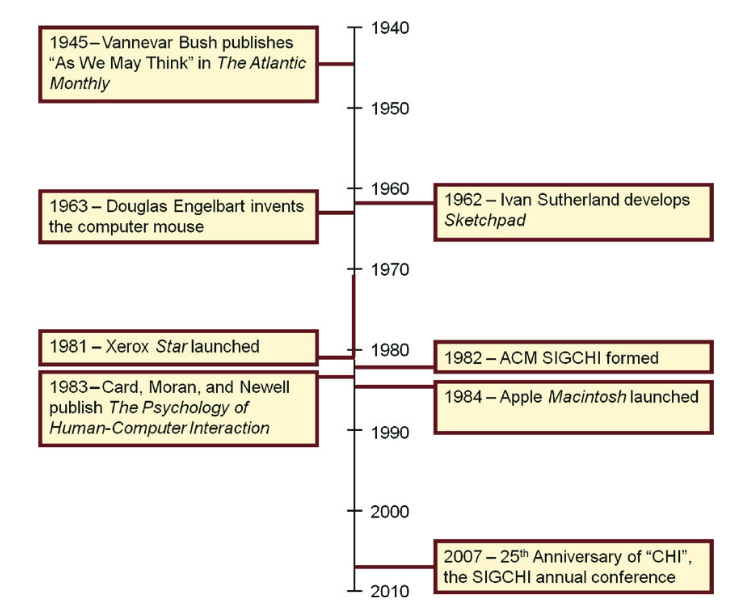 1940
1945–Vannevar Bush publishes
“As We May Think” in The Atlantic
Monthly
1950
1960
1962 – Ivan Sutherland develops
Sketchpad
1963 – Douglas Engelbart invents
the computer mouse
1970
1980
1981 – Xerox Star launched
1982 – ACM SIGCHI formed
1983–Card, Moran, and Newell
publish The Psychology of
Human-Computer Interaction
1984 – Apple Macintosh launched
1990
2000
2007 – 25th Anniversary of “CHI”,
the SIGCHI annual conference
2010